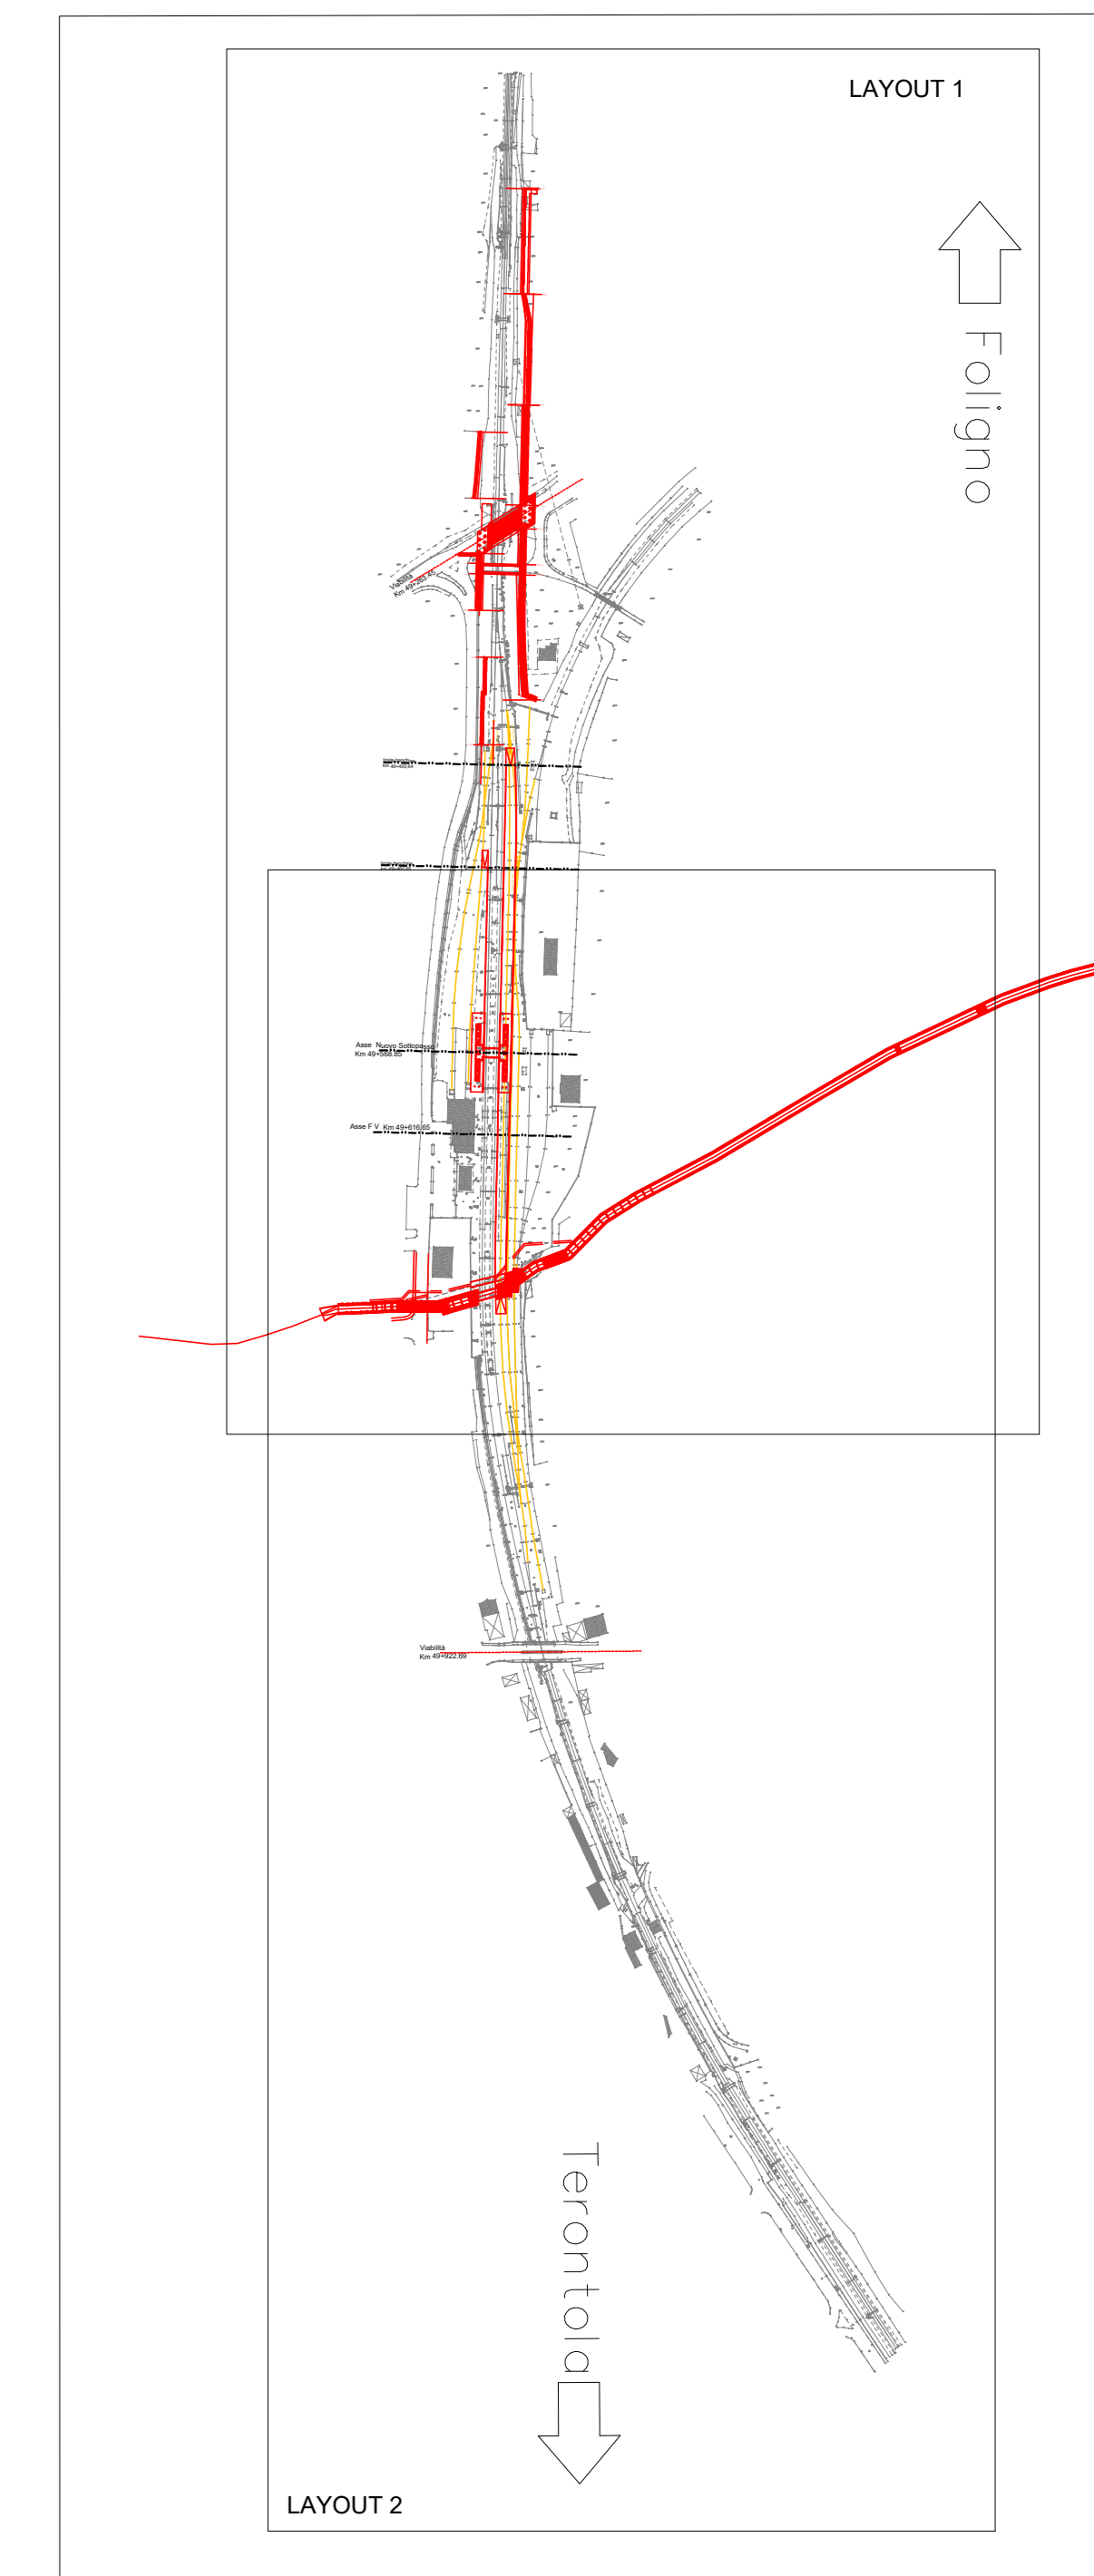 LAYOUT 1
Foligno
Viabilità
Km 49+263.45
Asse Nuovo Sottopasso
Km 49+568.85
Asse F V Km 49+616.65
Viabilità
Km 49+922.69
Terontola
LAYOUT 2